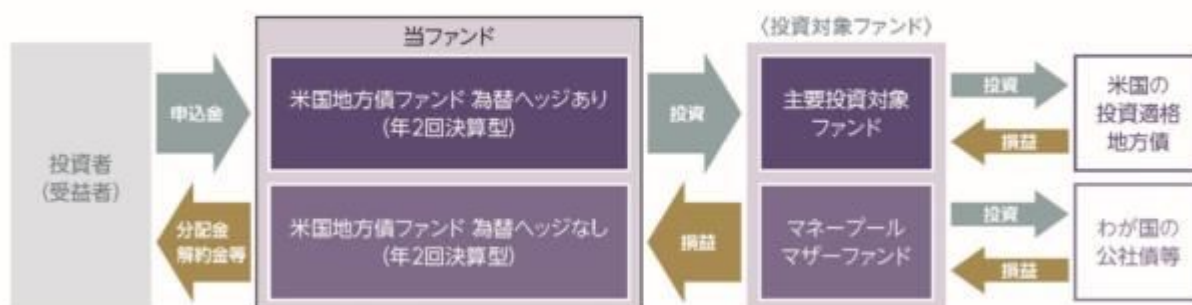 〈投資対象ファンド〉
当ファンド
投資者
(受益者)
申込金
分配金
解約金等
米国地方債ファンド 為替ヘッジあり
(年2回決算型)
米国地方債ファンド 為替ヘッジなし
(年2回決算型)
投資
損益
主要投資対象
ファンド
マネープール
マザーファンド
投資
損益
投資
損益
米国の
投資適格
地方債
わが国の
公社債等